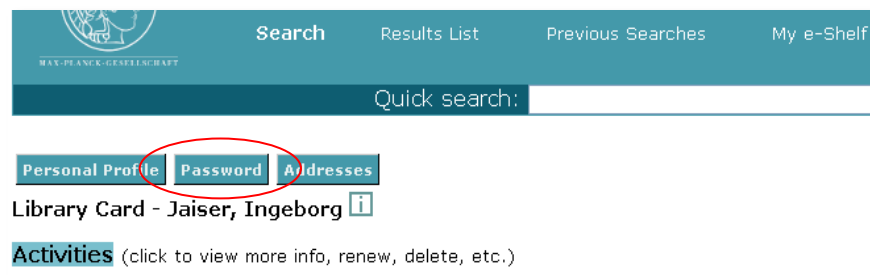 MAX-PLANCK-GESELLSCHAFT
Search Results List Previous Searches My e-Shelf
Quick search:
Personal Profile Password Addresses
Library Card - Jaiser, Ingeborg i
Activities (click to view more info, renew, delete, etc.)